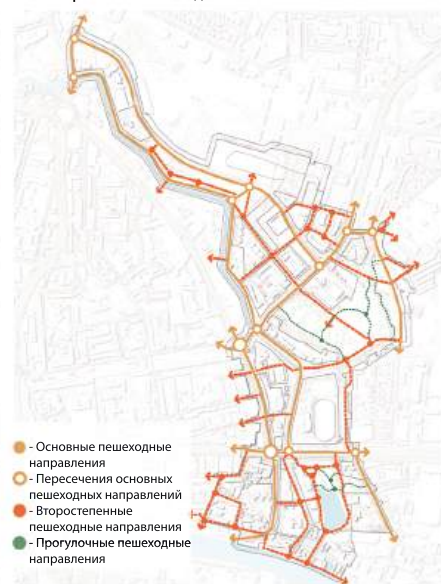 - Основные пешеходные
направления
- Пересечения основных
пешеходных направлений
- Второстепенные
пешеходные направления
- Прогулочные пешеходные
направления